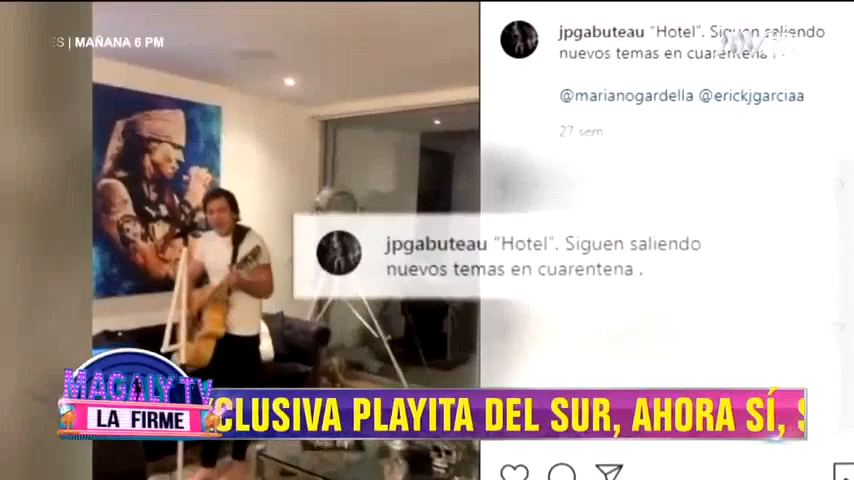 ES | MAÑANA 6 PM
jpgabuteau "Hotel". Siguen saliendo
nuevos temas en cuarentena .
@marianogardella @erickjgarciaa
27 sem
jpgabuteau "Hotel". Siguen saliendo
nuevos temas en cuarentena .
MAGALY TV
LA FIRME
XCLUSIVA PLAYITA DEL SUR, AHORA SÍ, S